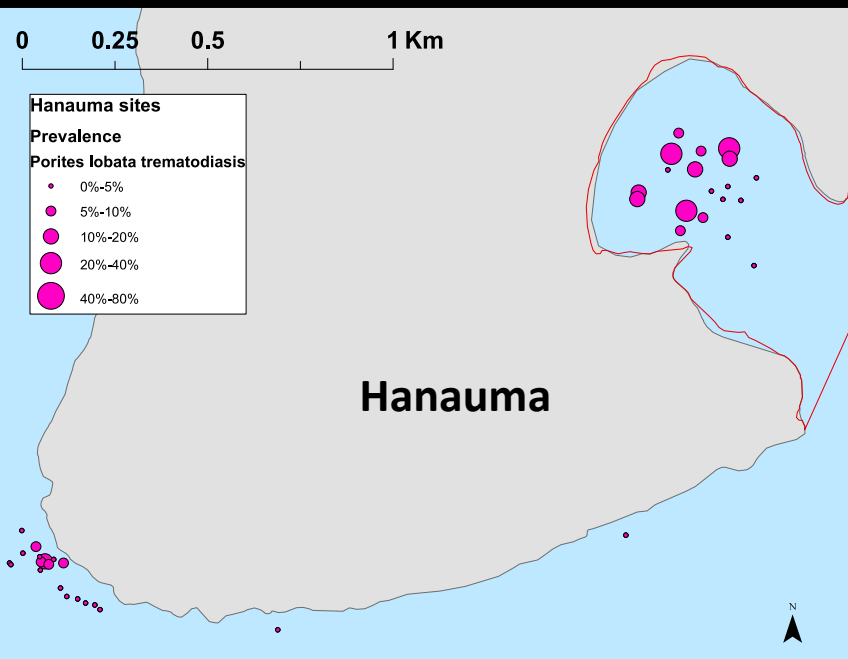 0 0.25 0.5 1 Km
Hanauma sites
Prevalence
Porites lobata trematodiasis
0%-5%
5%-10%
10%-20%
20%-40%
40%-80%
Hanauma
N